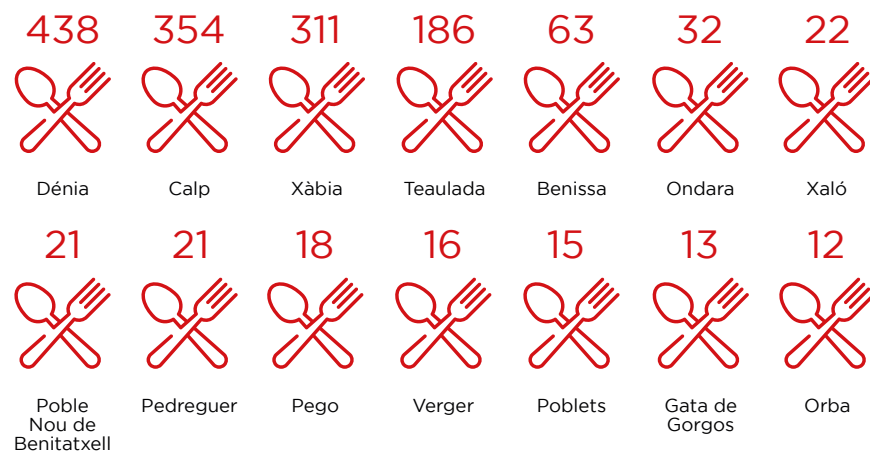 438 354 311 186 63 32 22
Dénia Calp Xàbia Teaulada Benissa Ondara Xaló
21 21 18 16 15 13 12
Poble Pedreguer Pego Verger Poblets Gata de Orba
Nou de Gorgos
Benitatxell